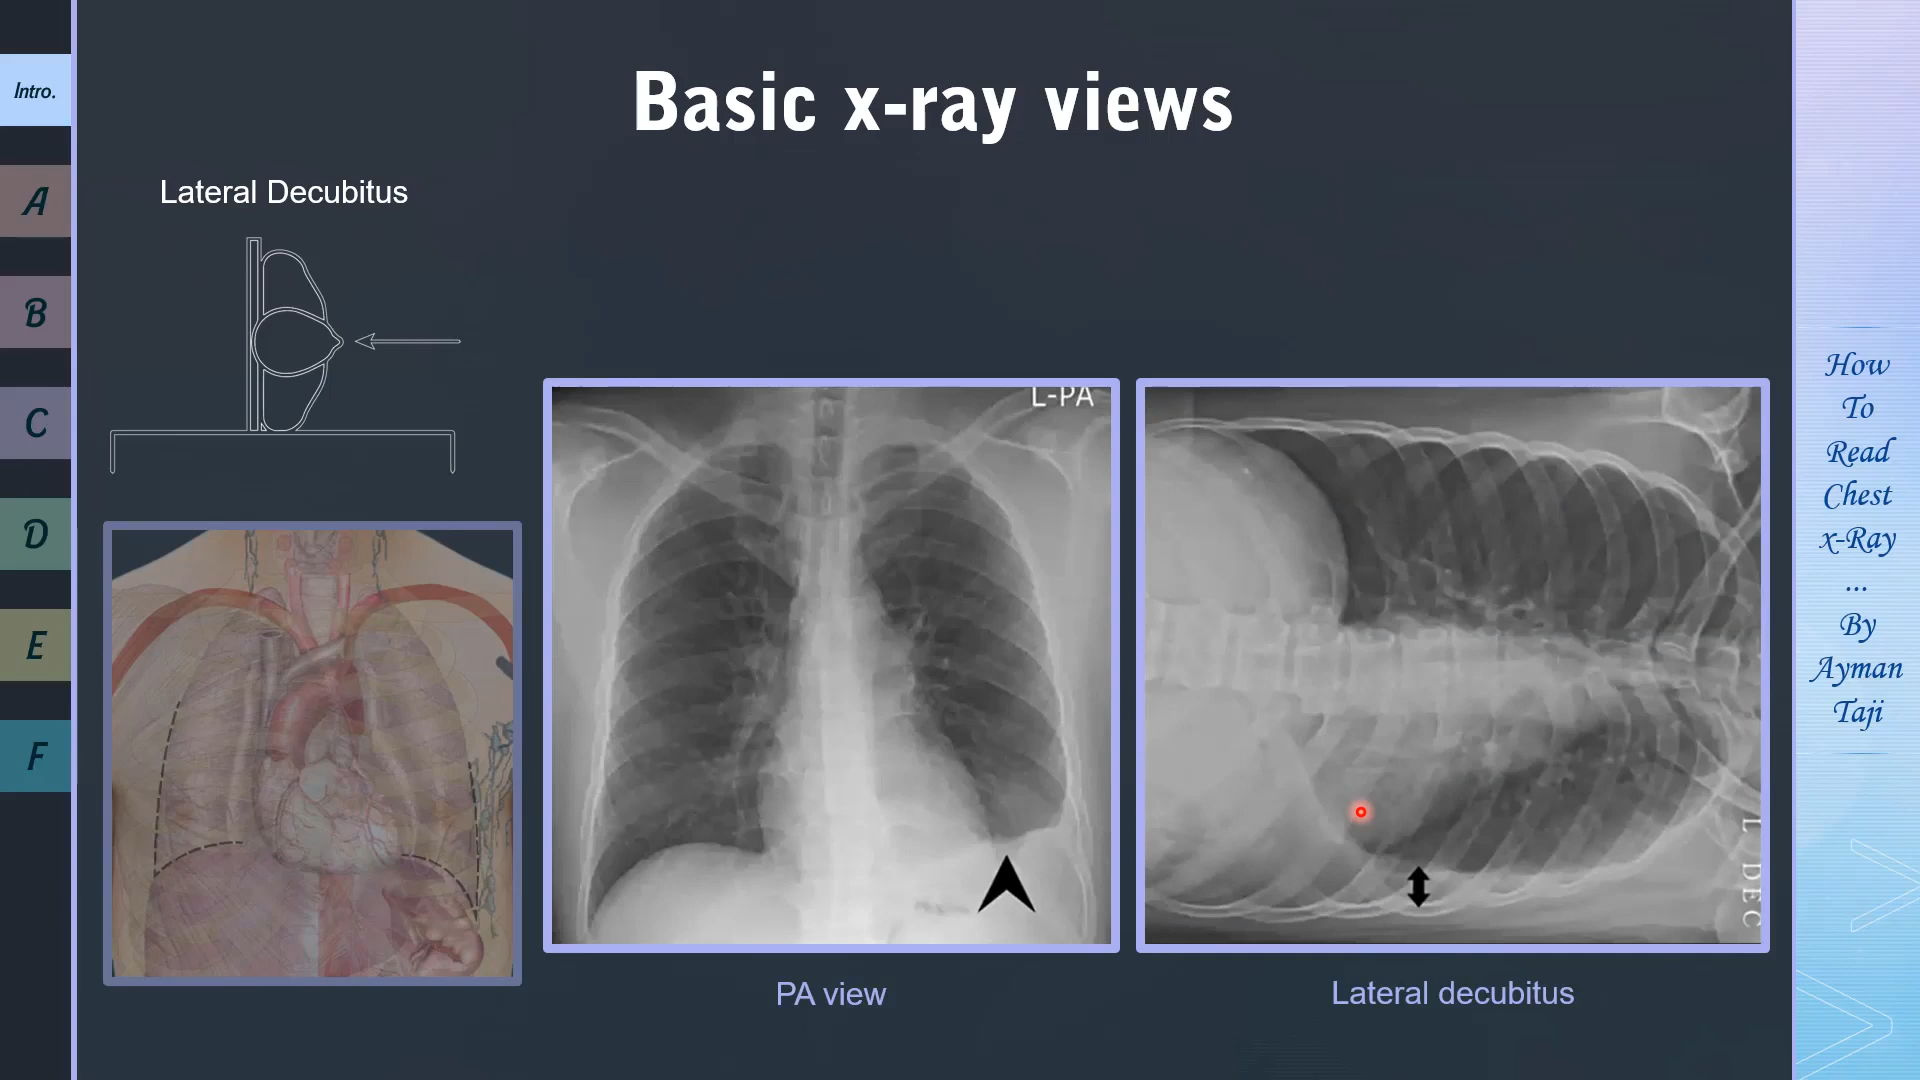 Basic x-ray views
Intro.
A
B
C
D
E
F
Lateral Decubitus
L-PA
L DEC
PA view
Lateral decubitus
How
To
Read
Chest
x-Ray
...
By
Ayman
Taji